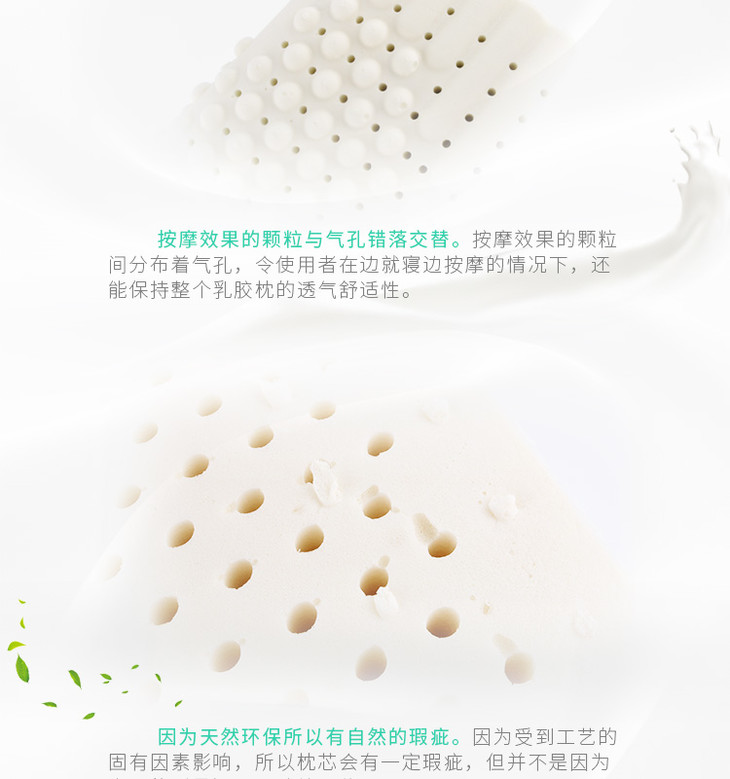 按摩效果的颗粒与气孔错落交替。按摩效果的颗粒
间分布着气孔，令使用者在边就寝边按摩的情况下，还
能保持整个乳胶枕的透气舒适性。
因为天然环保所以有自然的瑕疵。因为受到工艺的
固有因素影响，所以枕芯会有一定瑕疵，但并不是因为